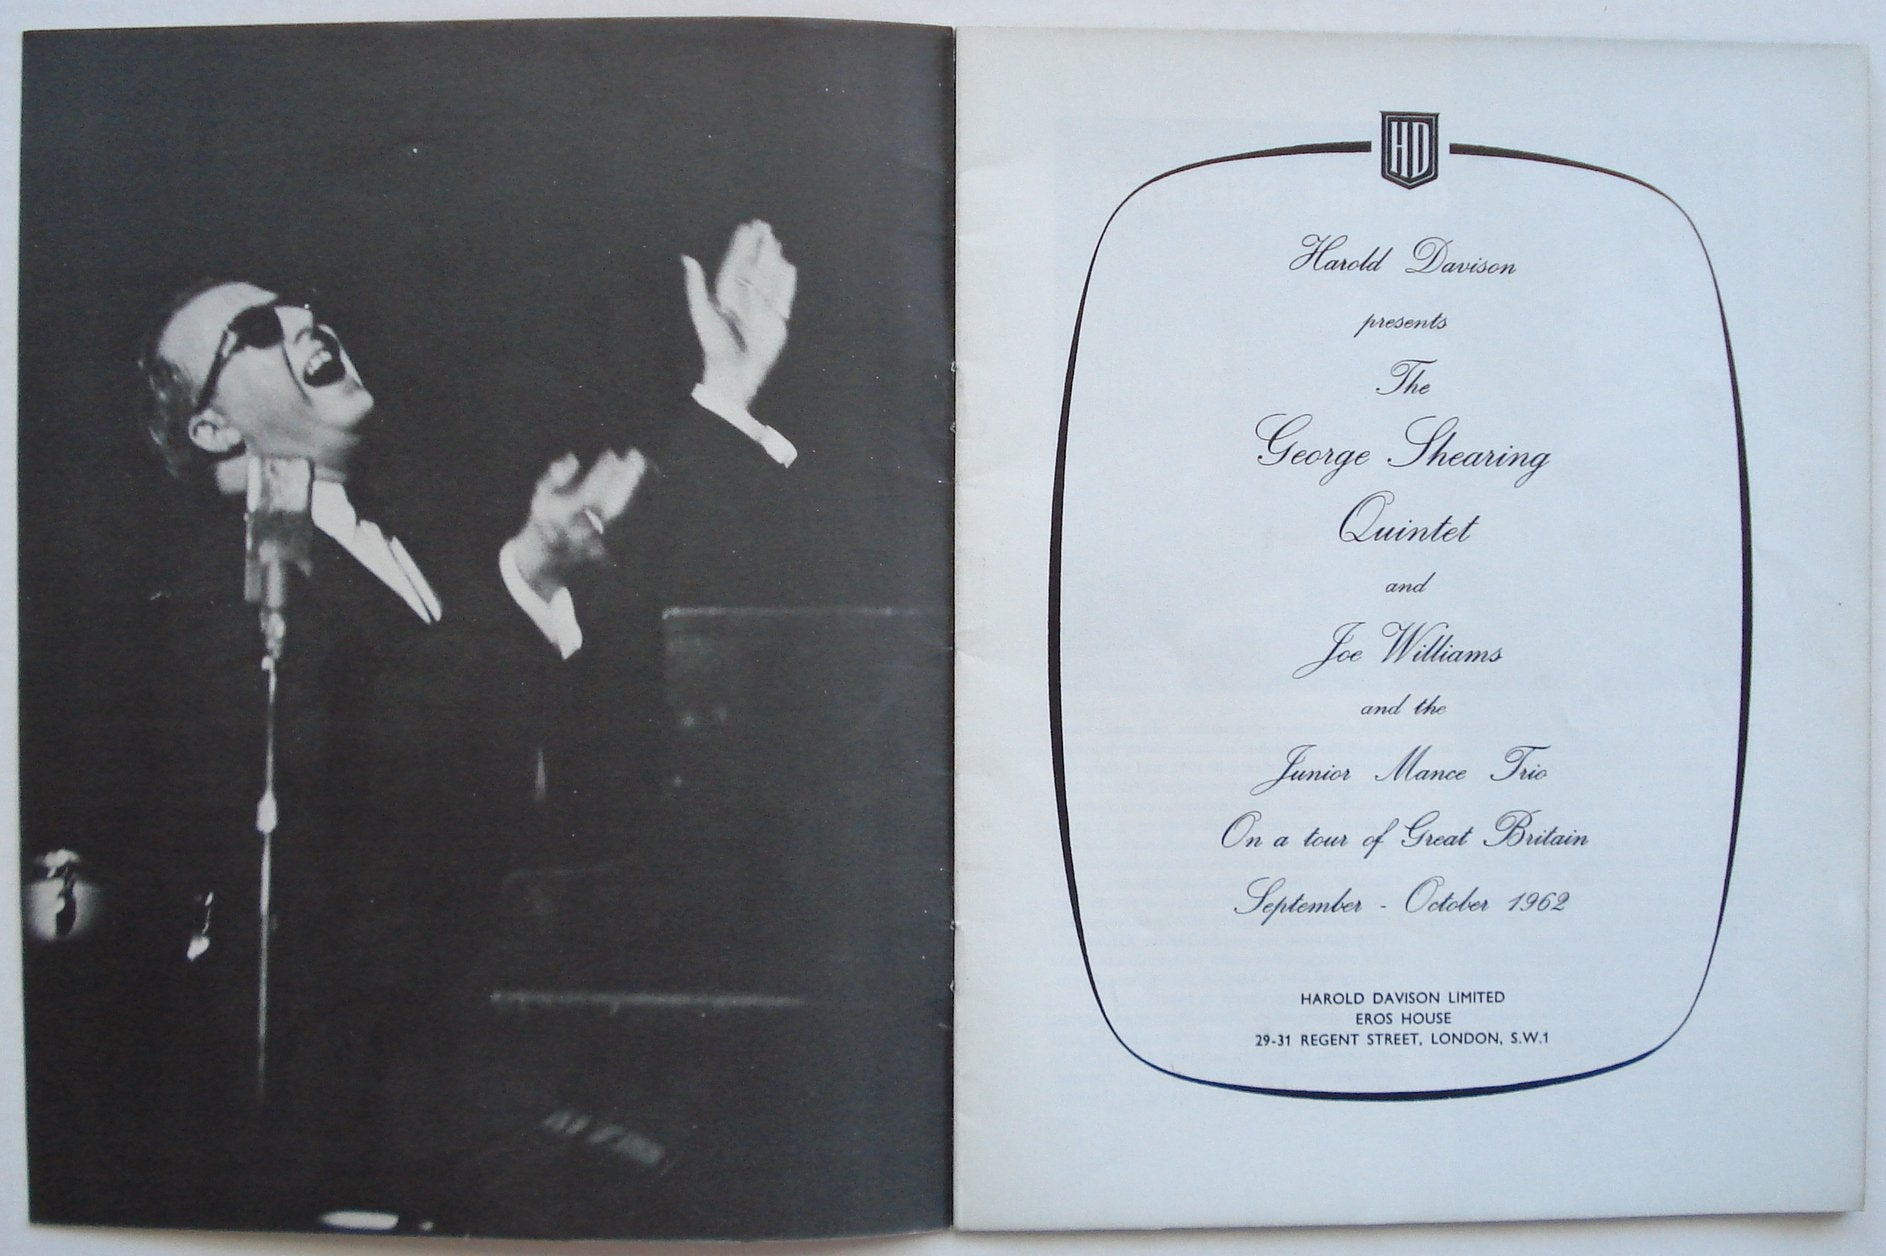 HD
Harold Davison
presents
The
George Shearing
Quintet
and
Joe Williams
and the
Junior Mance Trio
On a tour of Great Britain
September - October 1962
HAROLD DAVISON LIMITED
EROS HOUSE
29-31 REGENT STREET, LONDON, S.W.1